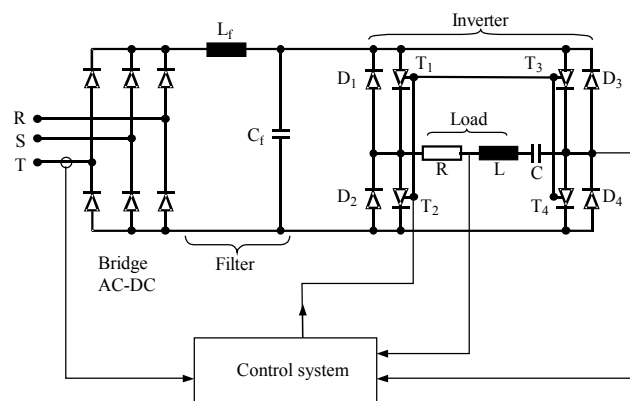 Inverter
Lf
D1
T1
T3
D3
R
S
T
Cf
Load
R
L
C
D2
T2
T4
D4
Bridge
AC-DC
Filter
Control system